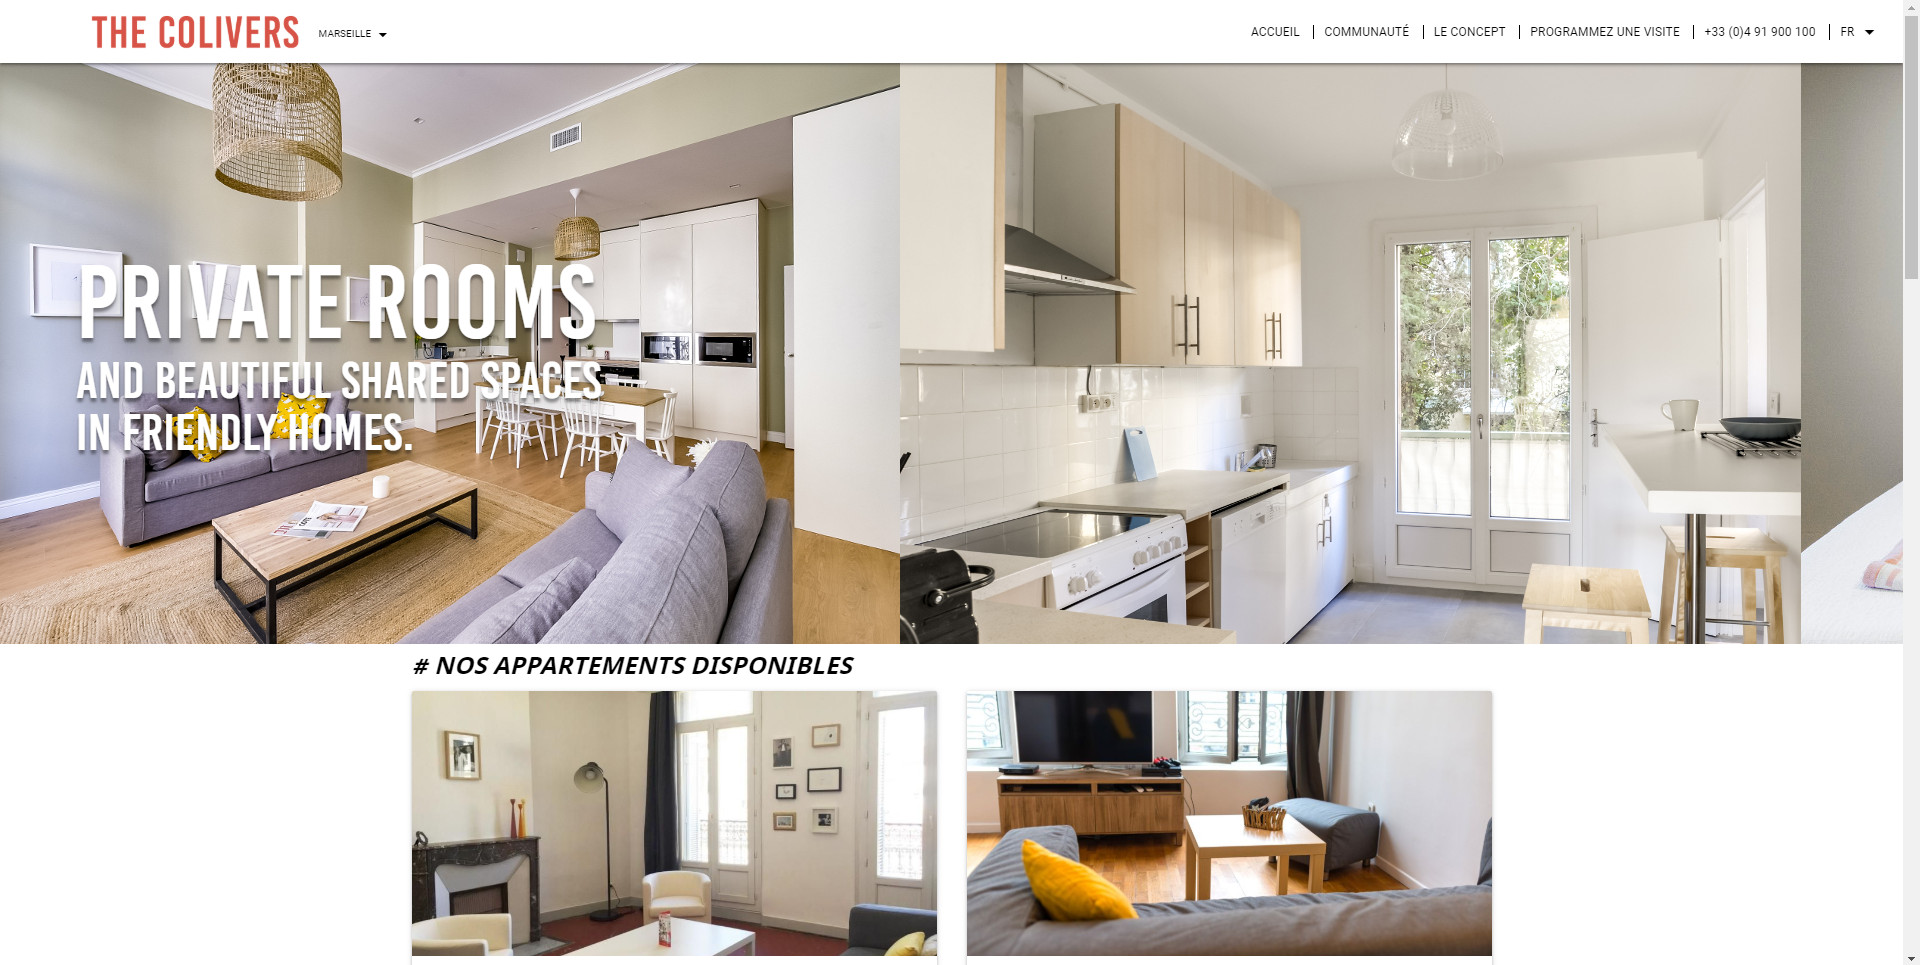 THE COLIVERS
MARSEILLE
ACCUEIL
COMMUNAUTÉ
LE CONCEPT
PROGRAMMEZ UNE VISITE
+33 (0)4 91 900 100
FR
PRIVATE ROOMS
AND BEAUTIFUL SHARED SPACES
IN FRIENDLY HOMES.
# NOS APPARTEMENTS DISPONIBLES